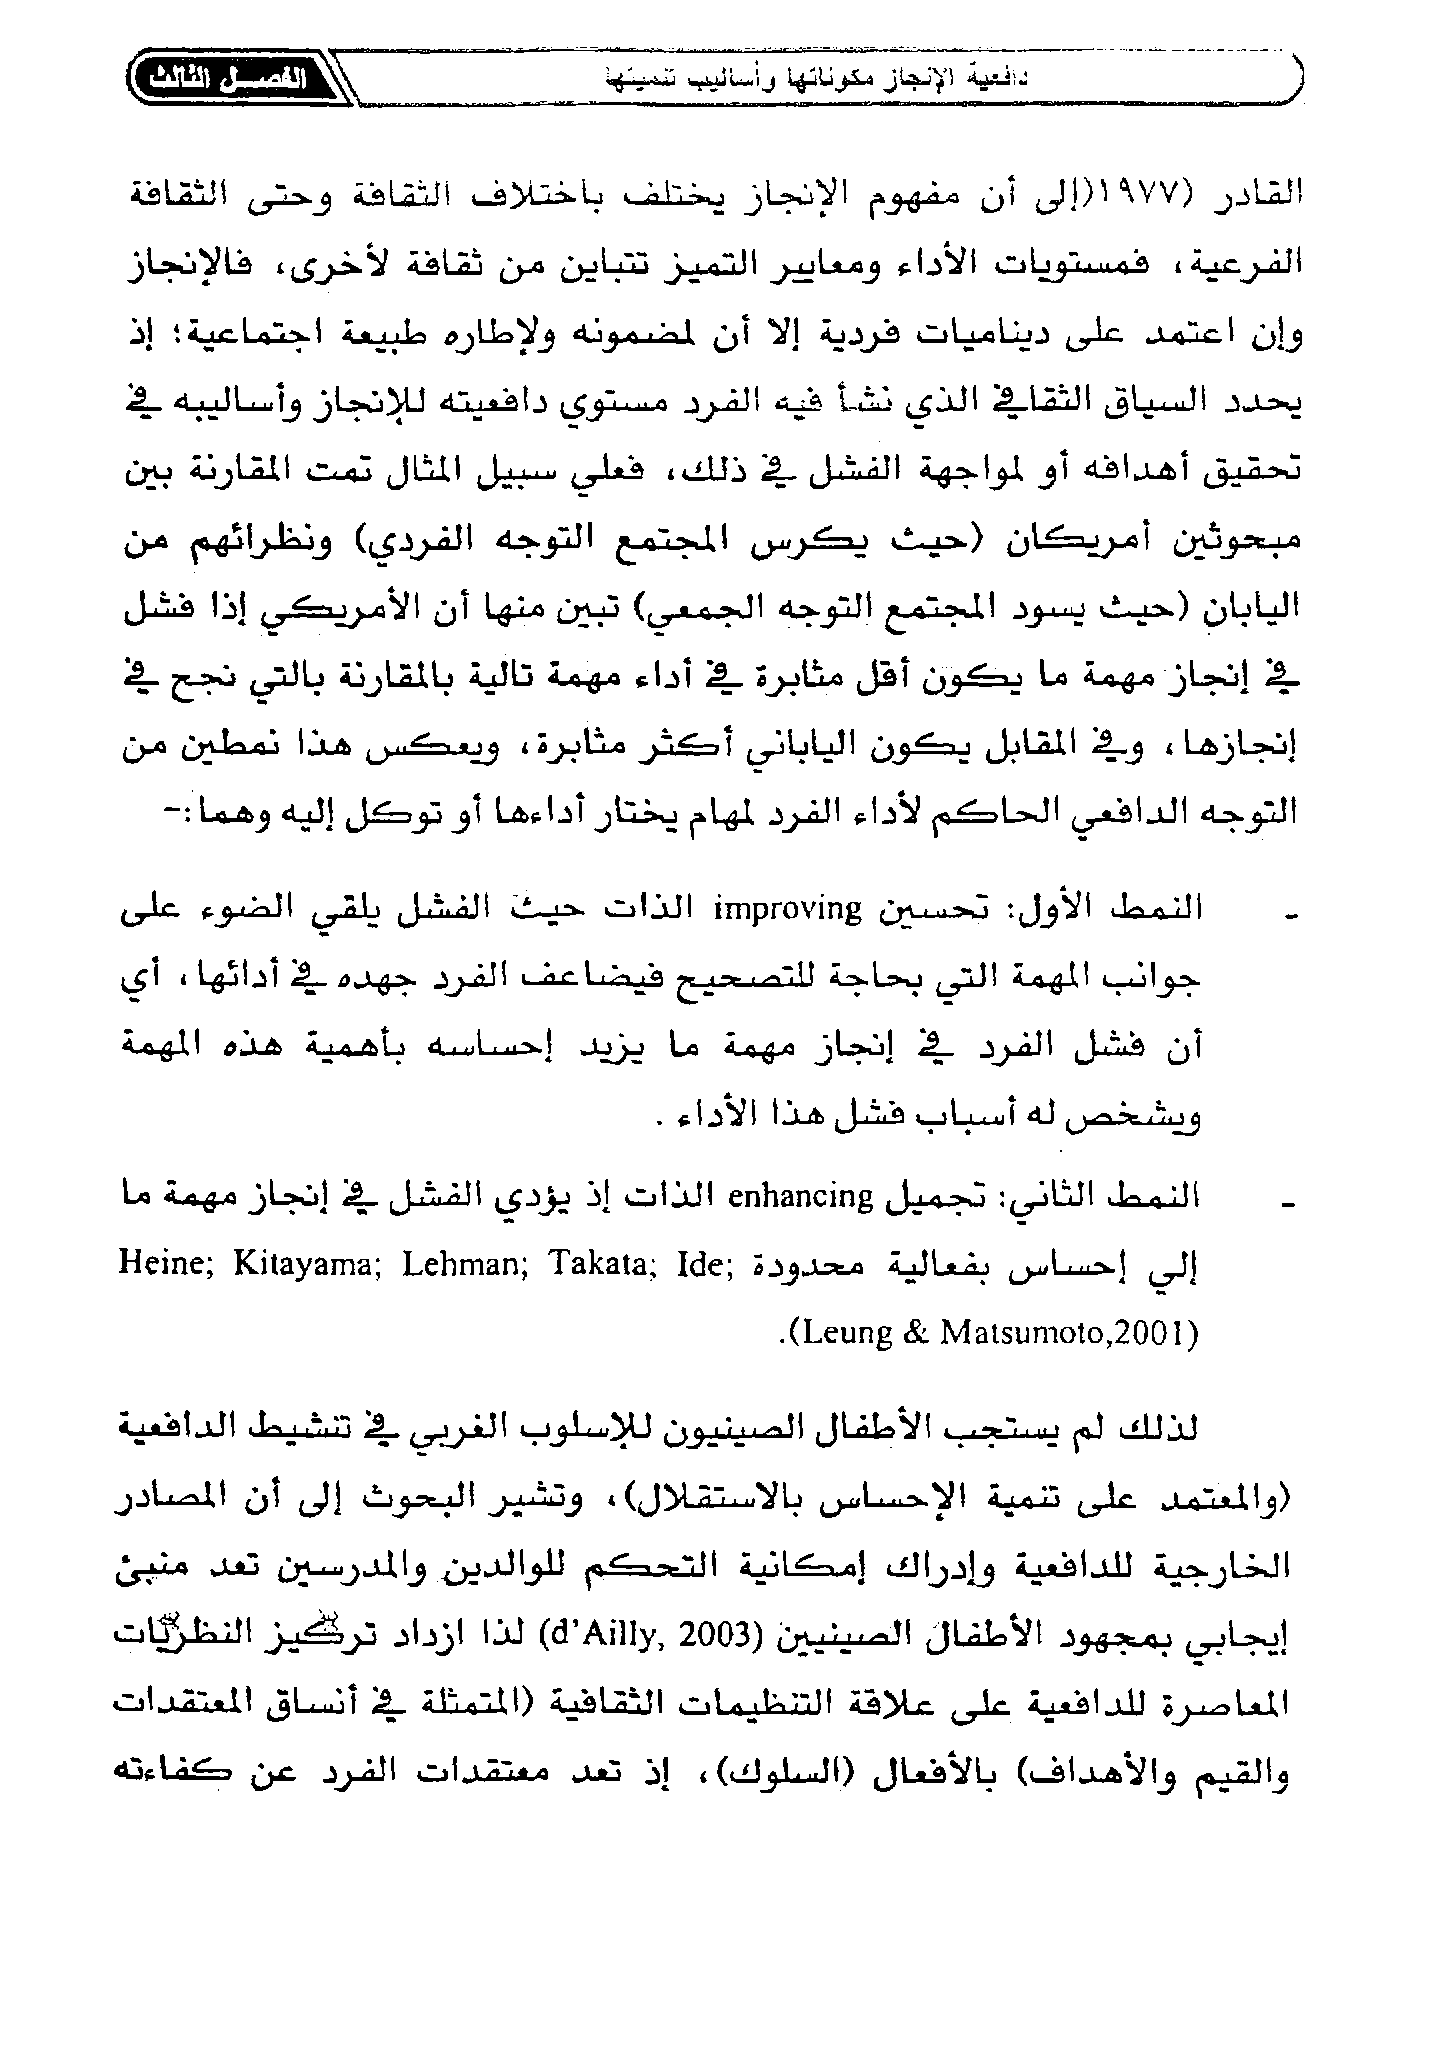 دافعية الإنجاز مكوناتها وأساليب تنميتها
الفصل الثالث
القادر (١٩٧٧(إلى أن مفهوم الإنجاز يختلف باختلاف الثقافة وحتى الثقافة
الفرعية، فمستويات الأداء ومعايير التميز تتباين من ثقافة لأخرى، فالإنجاز
وإن اعتمد على ديناميات فردية إلا أن لمضمونه ولإطاره طبيعة اجتماعية؛ إذ
يحدد السياق الثقافي الذي نشأ فيه الفرد مستوي دافعيته للإنجاز وأساليبه في
تحقيق أهدافه أو لمواجهة الفشل في ذلك، فعلي سبيل المثال تمت المقارنة بين
مبحوثين أمريكان (حيث يكرس المجتمع التوجه الفردي) ونظرائهم من
اليابان (حيث يسود المجتمع التوجه الجمعي) تبين منها أن الأمريكي إذا فشل
في إنجاز مهمة ما يكون أقل مثابرة في أداء مهمة تالية بالمقارنة بالتي نجح في
إنجازها، وفي المقابل يكون الياباني أكثر مثابرة، ويعكس هذا نمطين من
التوجه الدافعي الحاكم لأداء الفرد لمهام يختار أداءها أو توكل إليه وهما:-
- النمط الأول: تحسين improving الذات حيث الفشل يلقي الضوء على
جوانب المهمة التي بحاجة للتصحيح فيضاعف الفرد جهده في أدائها، أي
أن فشل الفرد في إنجاز مهمة ما يزيد إحساسه بأهمية هذه المهمة
ويشخص له أسباب فشل هذا الأداء .
- النمط الثاني: تجميل enhancing الذات إذ يؤدي الفشل في إنجاز مهمة ما
إلي إحساس بفعالية محدودة Heine; Kitayama; Lehman; Takata; Ide;
(Leung & Matsumoto,2001).
لذلك لم يستجب الأطفال الصينيون للإسلوب الغربي في تنشيط الدافعية
(والمعتمد على تنمية الإحساس بالاستقلال)، وتشير البحوث إلى أن المصادر
الخارجية للدافعية وإدراك إمكانية التحكم للوالدين والمدرسين تعد منبئ
إيجابي بمجهود الأطفال الصينيين (d'Ailly, 2003) لذا ازداد تركيز النظريات
المعاصرة للدافعية على علاقة التنظيمات الثقافية (المتمثلة في أنساق المعتقدات
والقيم والأهداف) بالأفعال (السلوك)، إذ تعد معتقدات الفرد عن كفاءته